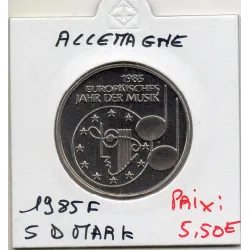 ALLEMAGNE
1985
EUROPÄISCHES
JAHR DER MUSIK
1985 F
5 D MARK
PRIX:
5,50€